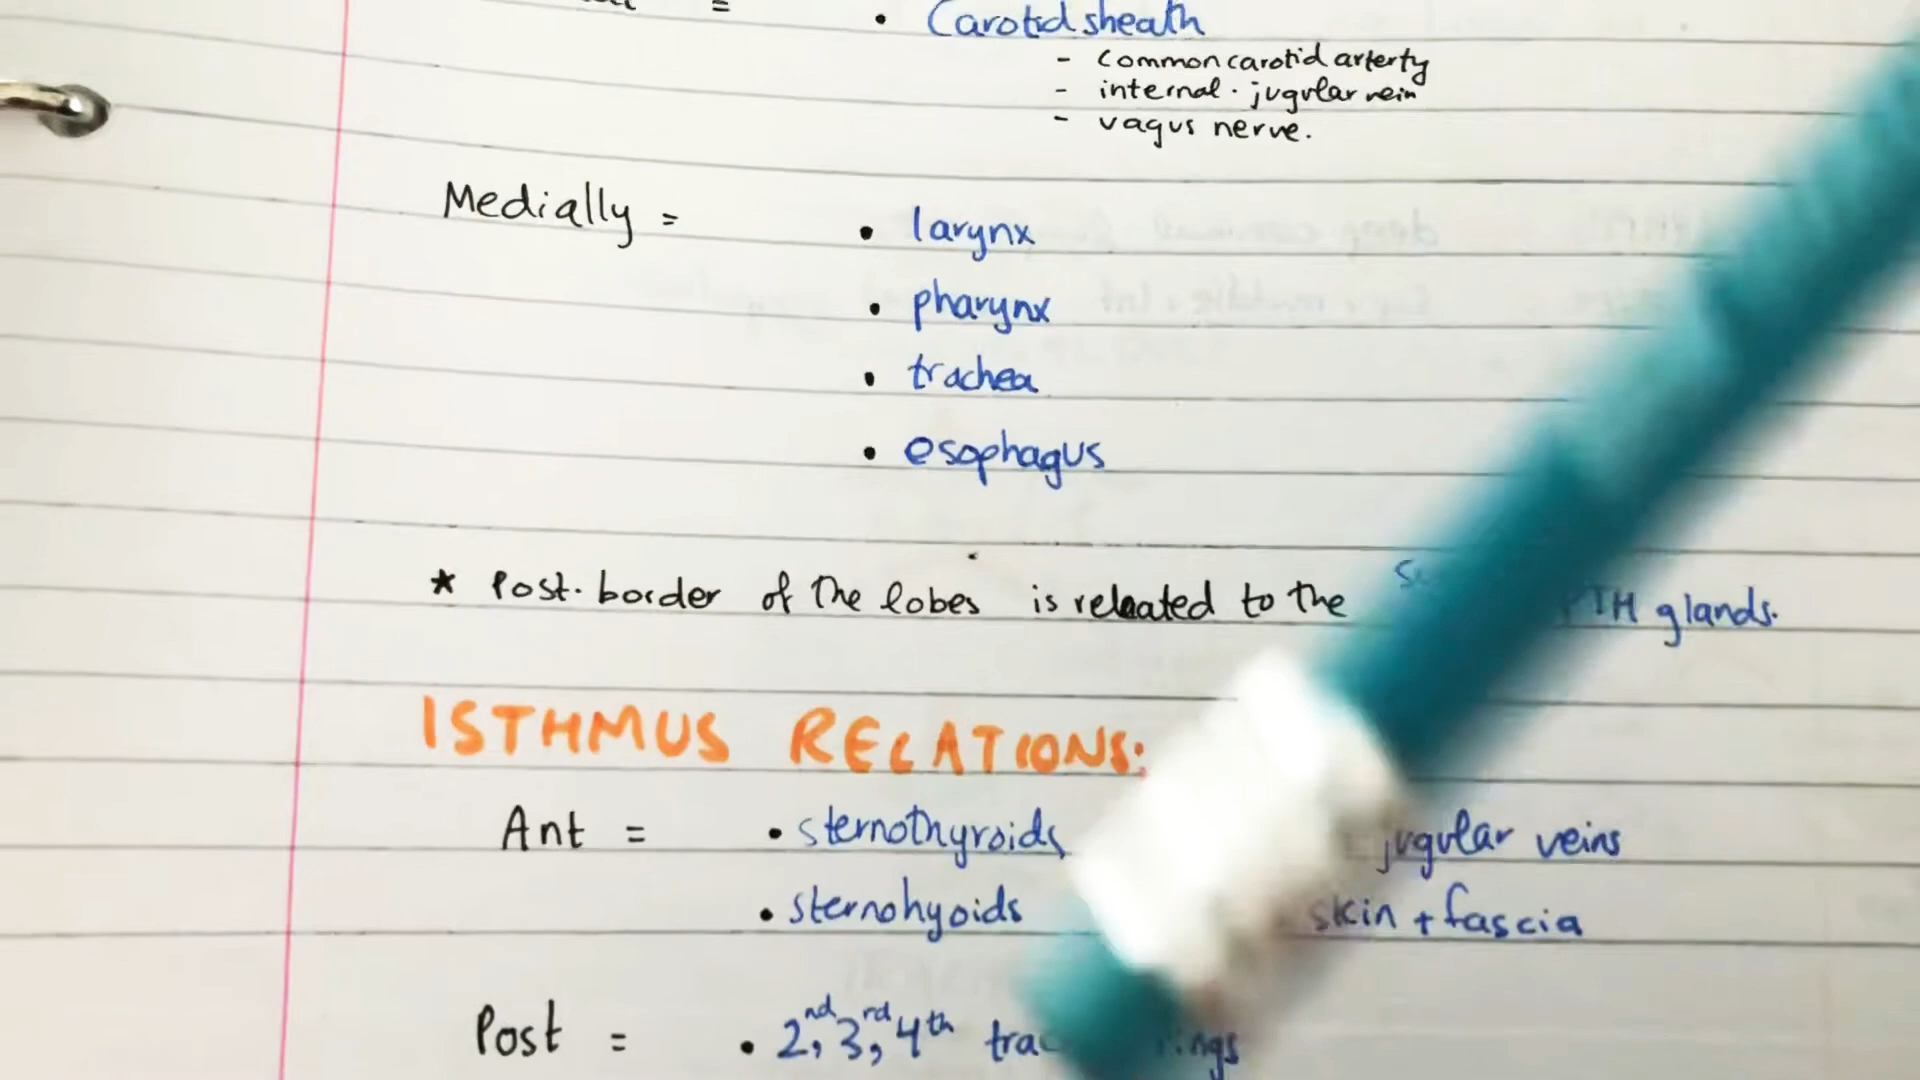 =
• Carotid sheath
- common carotid arterty
- internal · jugular vein
- vagus nerve.
Medially = • larynx
• pharynx
• trachea
• esophagus
* Post. border of the lobes is releated to the PTH glands.
ISTHMUS RELATIONS:
Ant = • sternothyroids jugular veins
• sternohyoids skin + fascia
Post = • 2nd, 3rd, 4th